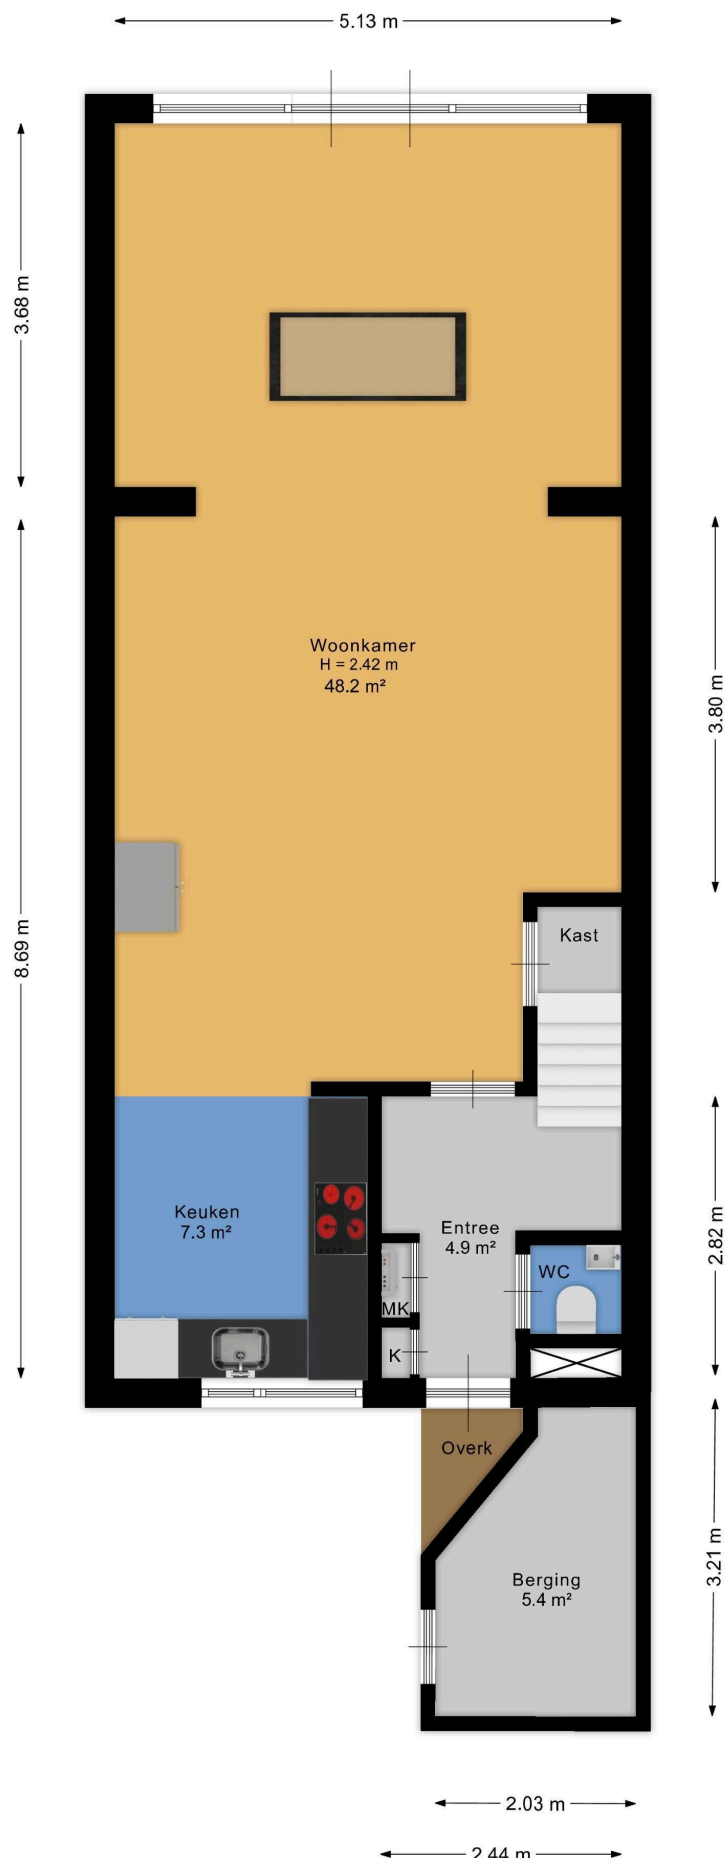 5.13 m
3.68 m
Woonkamer
H = 2.42 m
48.2 m²
3.80 m
8.69 m
Kast
Keuken
7.3 m²
Entree
4.9 m²
2.82 m
WC
MK
K
Overk
3.21 m
Berging
5.4 m²
2.03 m
2.44 m